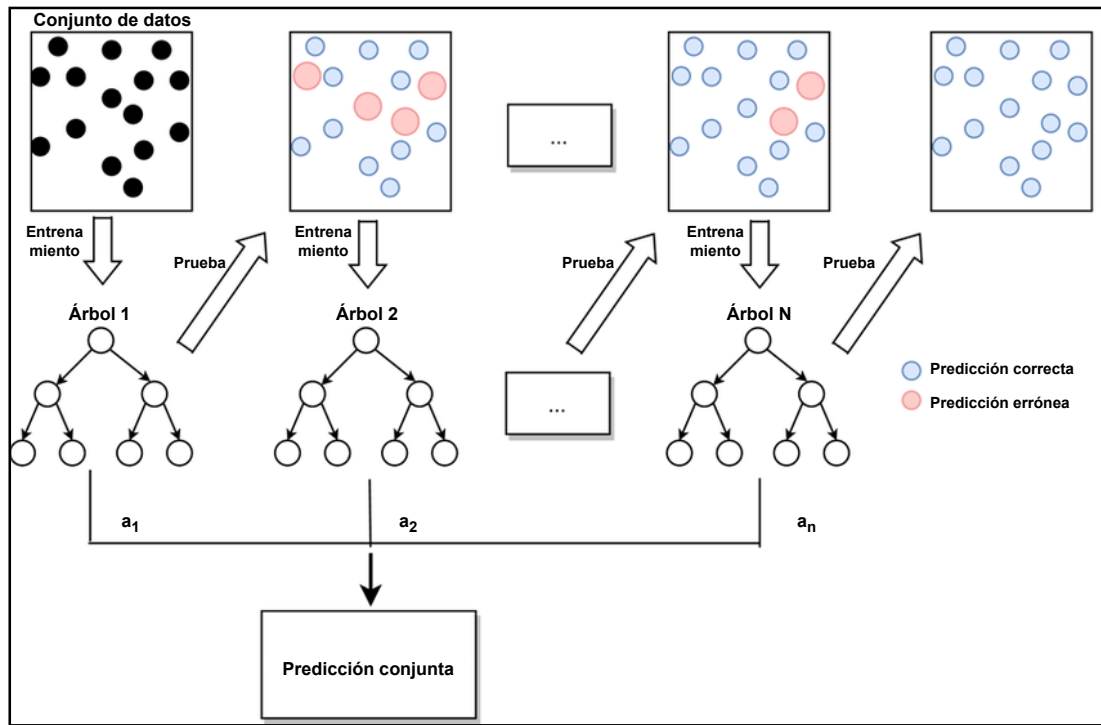 Conjunto de datos
...
Entrena
miento
Prueba
Entrena
miento
Prueba
Entrena
miento
Prueba
Árbol 1
Árbol 2
Árbol N
...
Predicción correcta
Predicción errónea
a1
a2
an
Predicción conjunta